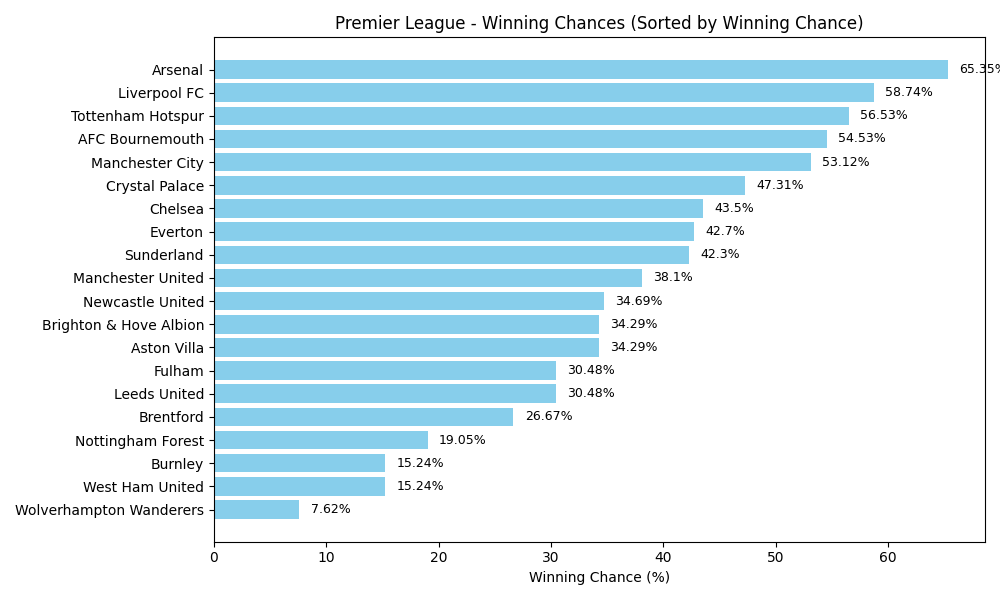 Premier League - Winning Chances (Sorted by Winning Chance)
Arsenal 65.35%
Liverpool FC 58.74%
Tottenham Hotspur 56.53%
AFC Bournemouth 54.53%
Manchester City 53.12%
Crystal Palace 47.31%
Chelsea 43.5%
Everton 42.7%
Sunderland 42.3%
Manchester United 38.1%
Newcastle United 34.69%
Brighton & Hove Albion 34.29%
Aston Villa 34.29%
Fulham 30.48%
Leeds United 30.48%
Brentford 26.67%
Nottingham Forest 19.05%
Burnley 15.24%
West Ham United 15.24%
Wolverhampton Wanderers 7.62%
0 10 20 30 40 50 60
Winning Chance (%)